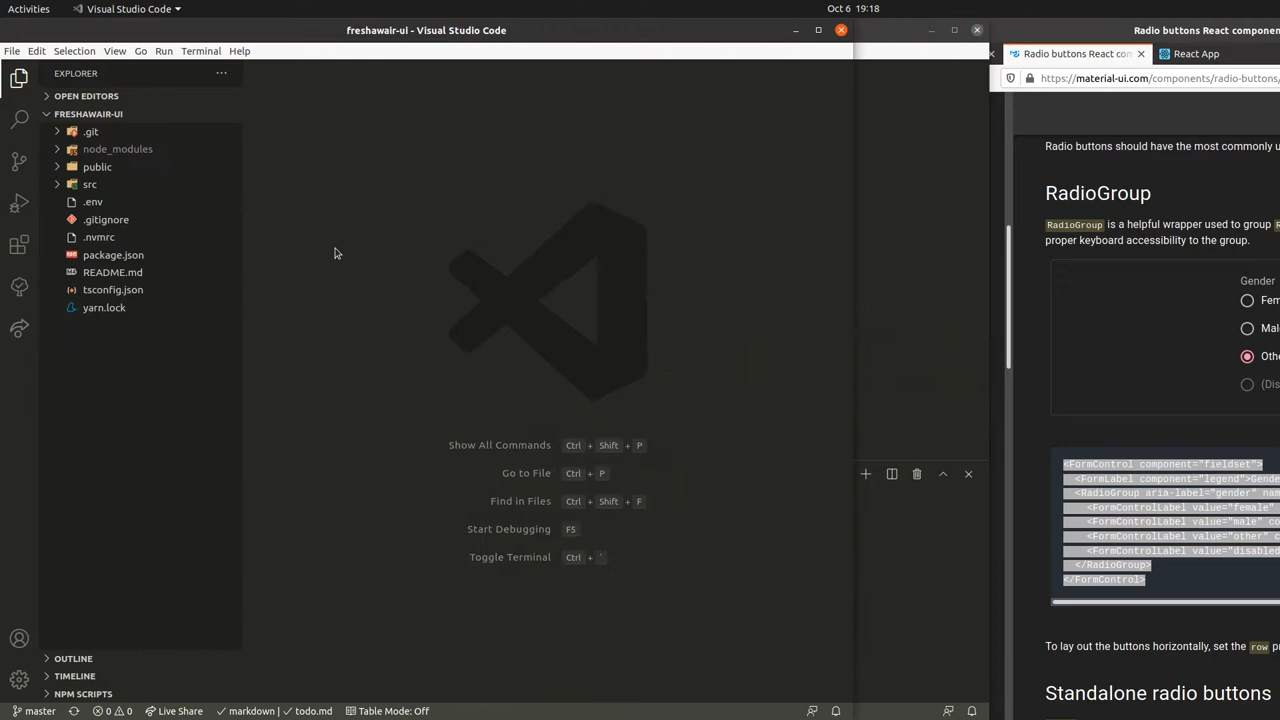 Activities
Visual Studio Code
Oct 6 19:18
freshawair-ui - Visual Studio Code
File Edit Selection View Go Run Terminal Help
EXPLORER
OPEN EDITORS
FRESHAWAIR-UI
.git
node_modules
public
src
.env
.gitignore
.nvmrc
package.json
README.md
tsconfig.json
yarn.lock
OUTLINE
TIMELINE
NPM SCRIPTS
Show All Commands Ctrl + Shift + P
Go to File Ctrl + P
Find in Files Ctrl + Shift + F
Start Debugging F5
Toggle Terminal Ctrl + `
master 0 0 Live Share markdown | todo.md Table Mode: Off
Radio buttons React componen
Radio buttons React com
React App
https://material-ui.com/components/radio-buttons/
Radio buttons should have the most commonly u
RadioGroup
RadioGroup is a helpful wrapper used to group R
proper keyboard accessibility to the group.
Gender
Fem
Mal
Othe
(Dis
<FormControl component="fieldset">
<FormLabel component="legend">Gende
<RadioGroup aria-label="gender" nam
<FormControlLabel value="female"
<FormControlLabel value="male" co
<FormControlLabel value="other" c
<FormControlLabel value="disabled
</RadioGroup>
</FormControl>
To lay out the buttons horizontally, set the row p
Standalone radio buttons